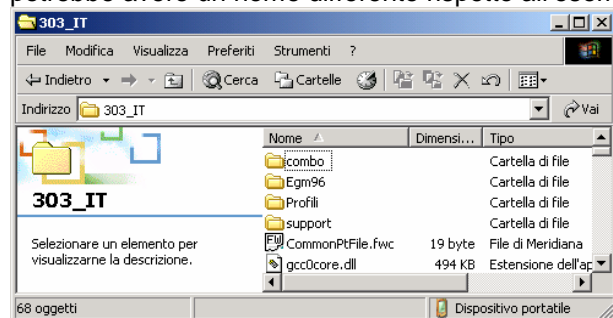 303_IT
File Modifica Visualizza Preferiti Strumenti ?
Indietro Cerca Cartelle
Indirizzo 303_IT Vai
Nome Dimensi... Tipo
combo Cartella di file
Egm96 Cartella di file
Profili Cartella di file
303_IT
support Cartella di file
Selezionare un elemento per
CommonPtFile.fwc 19 byte File di Meridiana
visualizzarne la descrizione.
gcc0core.dll 494 KB Estensione dell'ap
68 oggetti Dispositivo portatile